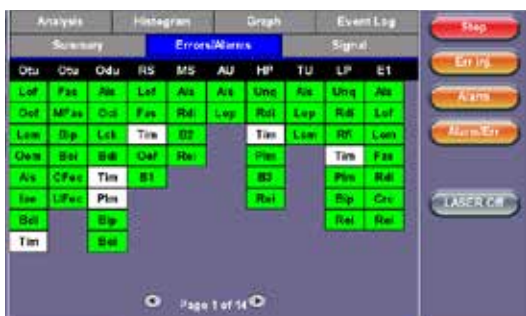 Analysis Histogram Graph Event Log
Summary Errors/Alarms Signal
Otu Otu Odu RS MS AU HP TU LP E1
Lof Fas Ais Lof Ais Ais Unq Ais Unq Ais
Oof MFas Oci Fas Rdi Lop Rdi Lop Rdi Lof
Lom Bip Lck Tim B2 Tim Lom Rfi Lom
Oom Bei Bdi Oof Rei Plm Tim Fas
Ais CFec Tim B1 B3 Plm Rdi
Iae UFec Plm Rei Bip Crc
Bdi Bip Rei Rei
Tim Bei
Page 1 of 14
Stop
Err Inj.
Alarm
Alarm/Err
LASER Off